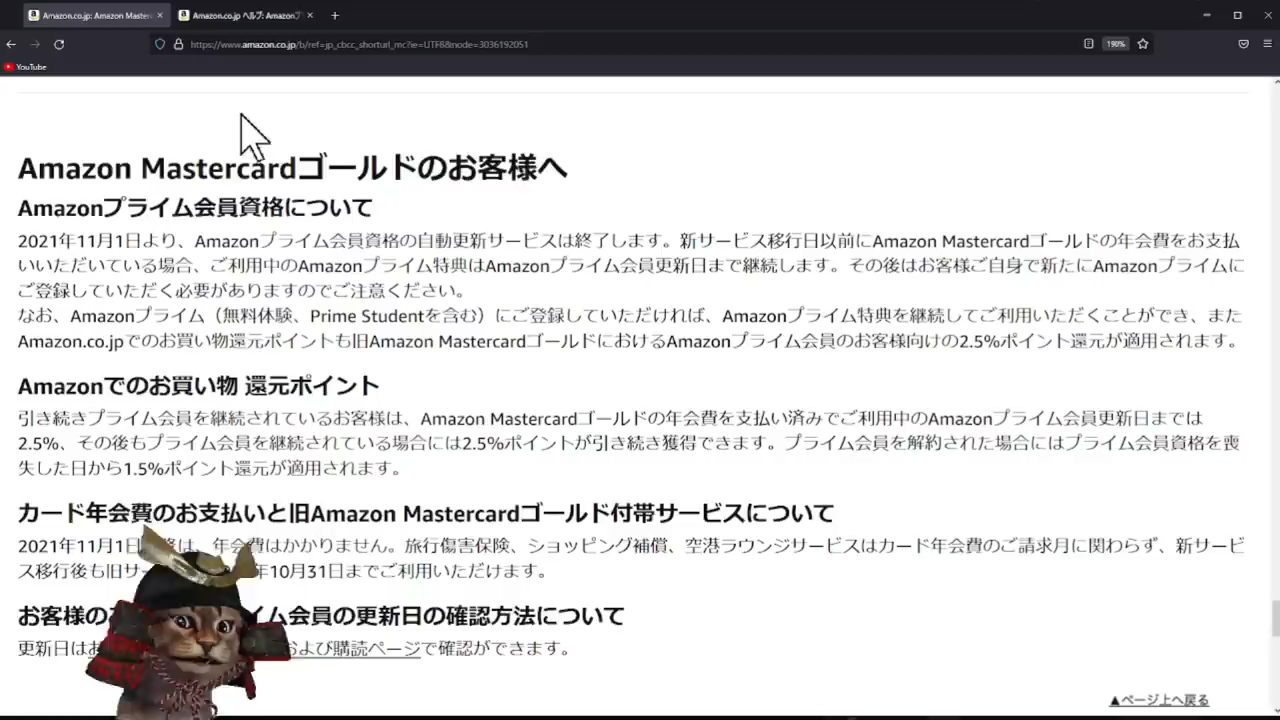 Amazon.co.jp: Amazon Master
Amazon.co.jp ヘルプ: Amazonプ
https://www.amazon.co.jp/b/ref=jp_cbcc_shorturl_mc?ie=UTF8&node=3036192051
190%
YouTube
Amazon Mastercardゴールドのお客様へ
Amazonプライム会員資格について
2021年11月1日より、Amazonプライム会員資格の自動更新サービスは終了します。新サービス移行日以前にAmazon Mastercardゴールドの年会費をお支払
いいただいている場合、ご利用中のAmazonプライム特典はAmazonプライム会員更新日まで継続します。その後はお客様ご自身で新たにAmazonプライムに
ご登録していただく必要がありますのでご注意ください。
なお、Amazonプライム（無料体験、Prime Studentを含む）にご登録していただければ、Amazonプライム特典を継続してご利用いただくことができ、また
Amazon.co.jpでのお買い物還元ポイントも旧Amazon MastercardゴールドにおけるAmazonプライム会員のお客様向けの2.5%ポイント還元が適用されます。
Amazonでのお買い物 還元ポイント
引き続きプライム会員を継続されているお客様は、Amazon Mastercardゴールドの年会費を支払い済みでご利用中のAmazonプライム会員更新日までは
2.5%、その後もプライム会員を継続されている場合には2.5%ポイントが引き続き獲得できます。プライム会員を解約された場合にはプライム会員資格を喪
失した日から1.5%ポイント還元が適用されます。
カード年会費のお支払いと旧Amazon Mastercardゴールド付帯サービスについて
2021年11月1日 は、年会費はかかりません。旅行傷害保険、ショッピング補償、空港ラウンジサービスはカード年会費のご請求月に関わらず、新サービ
ス移行後も旧サー 年10月31日までご利用いただけます。
お客様の イム会員の更新日の確認方法について
更新日はお および購読ページで確認ができます。
▲ページ上へ戻る